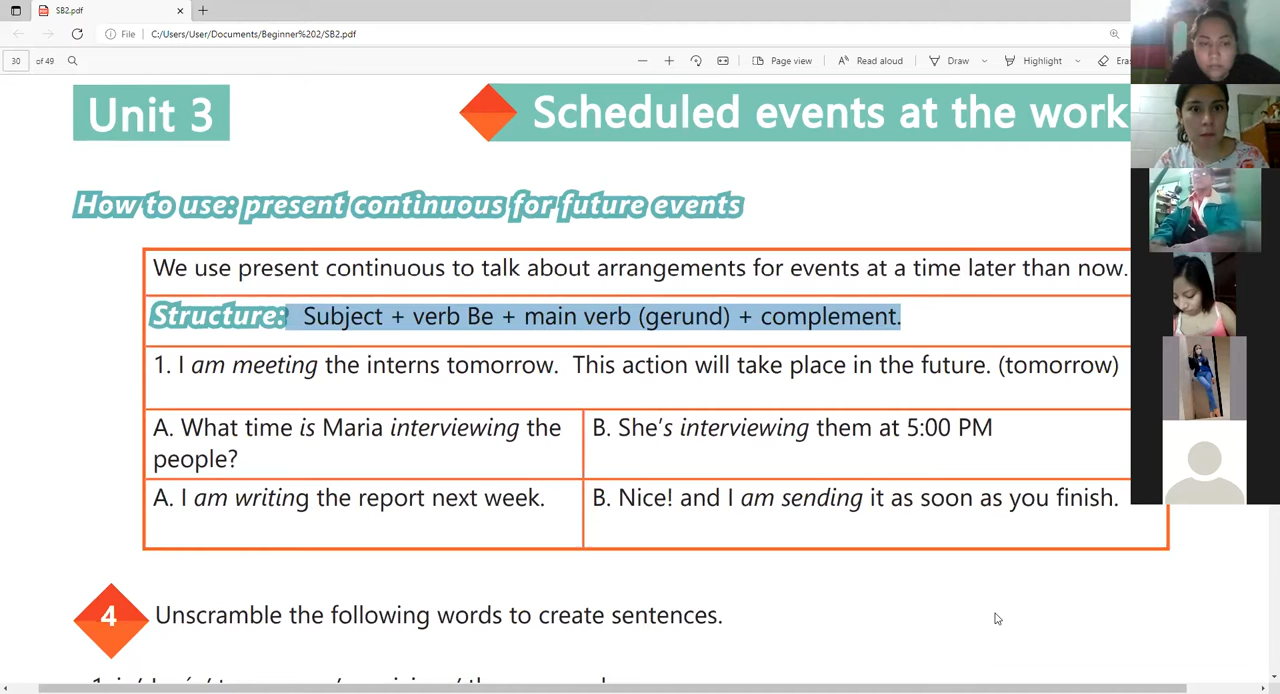 SB2.pdf
File C:/Users/User/Documents/Beginner%202/SB2.pdf
30 of 49 Page view Read aloud Draw Highlight
Unit 3
Scheduled events at the work
How to use: present continuous for future events
We use present continuous to talk about arrangements for events at a time later than now.
Structure: Subject + verb Be + main verb (gerund) + complement.
1. I am meeting the interns tomorrow. This action will take place in the future. (tomorrow)
A. What time is Maria interviewing the
people?
B. She's interviewing them at 5:00 PM
A. I am writing the report next week.
B. Nice! and I am sending it as soon as you finish.
4 Unscramble the following words to create sentences.